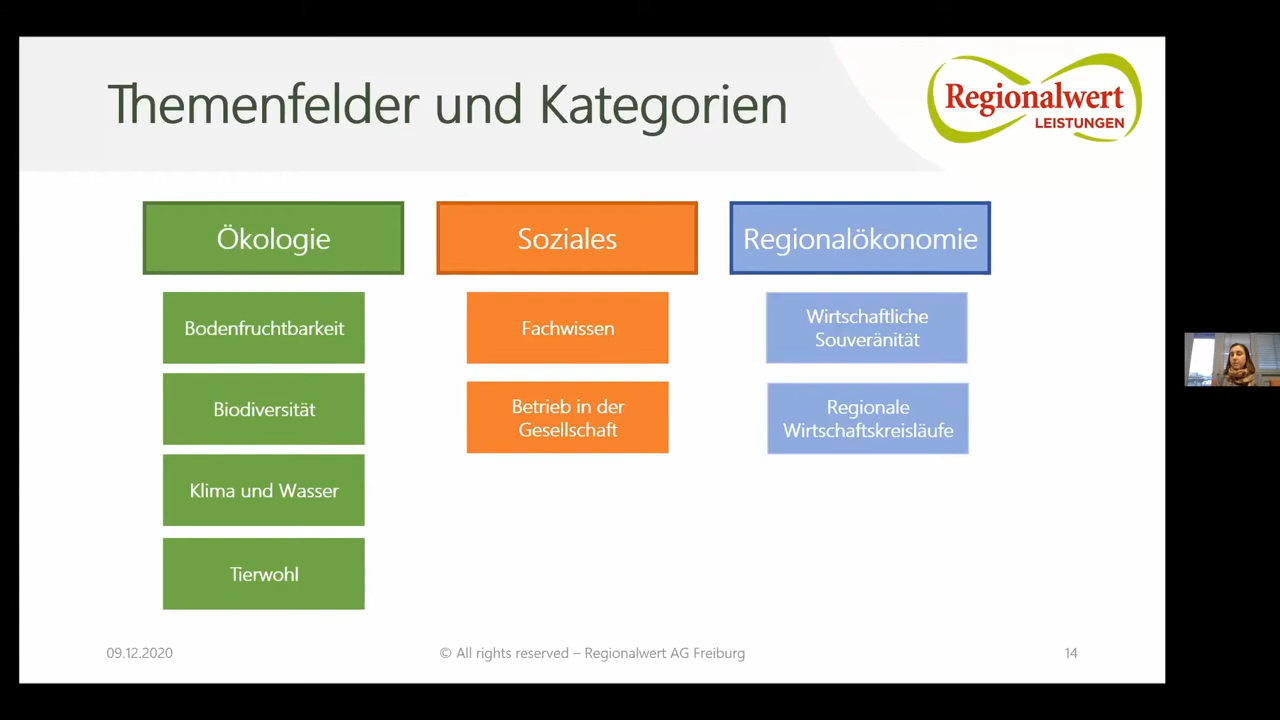 Themenfelder und Kategorien
Regionalwert
LEISTUNGEN
Ökologie
Bodenfruchtbarkeit
Biodiversität
Klima und Wasser
Tierwohl
Soziales
Fachwissen
Betrieb in der
Gesellschaft
Regionalökonomie
Wirtschaftliche
Souveränität
Regionale
Wirtschaftskreisläufe
09.12.2020
© All rights reserved – Regionalwert AG Freiburg
14